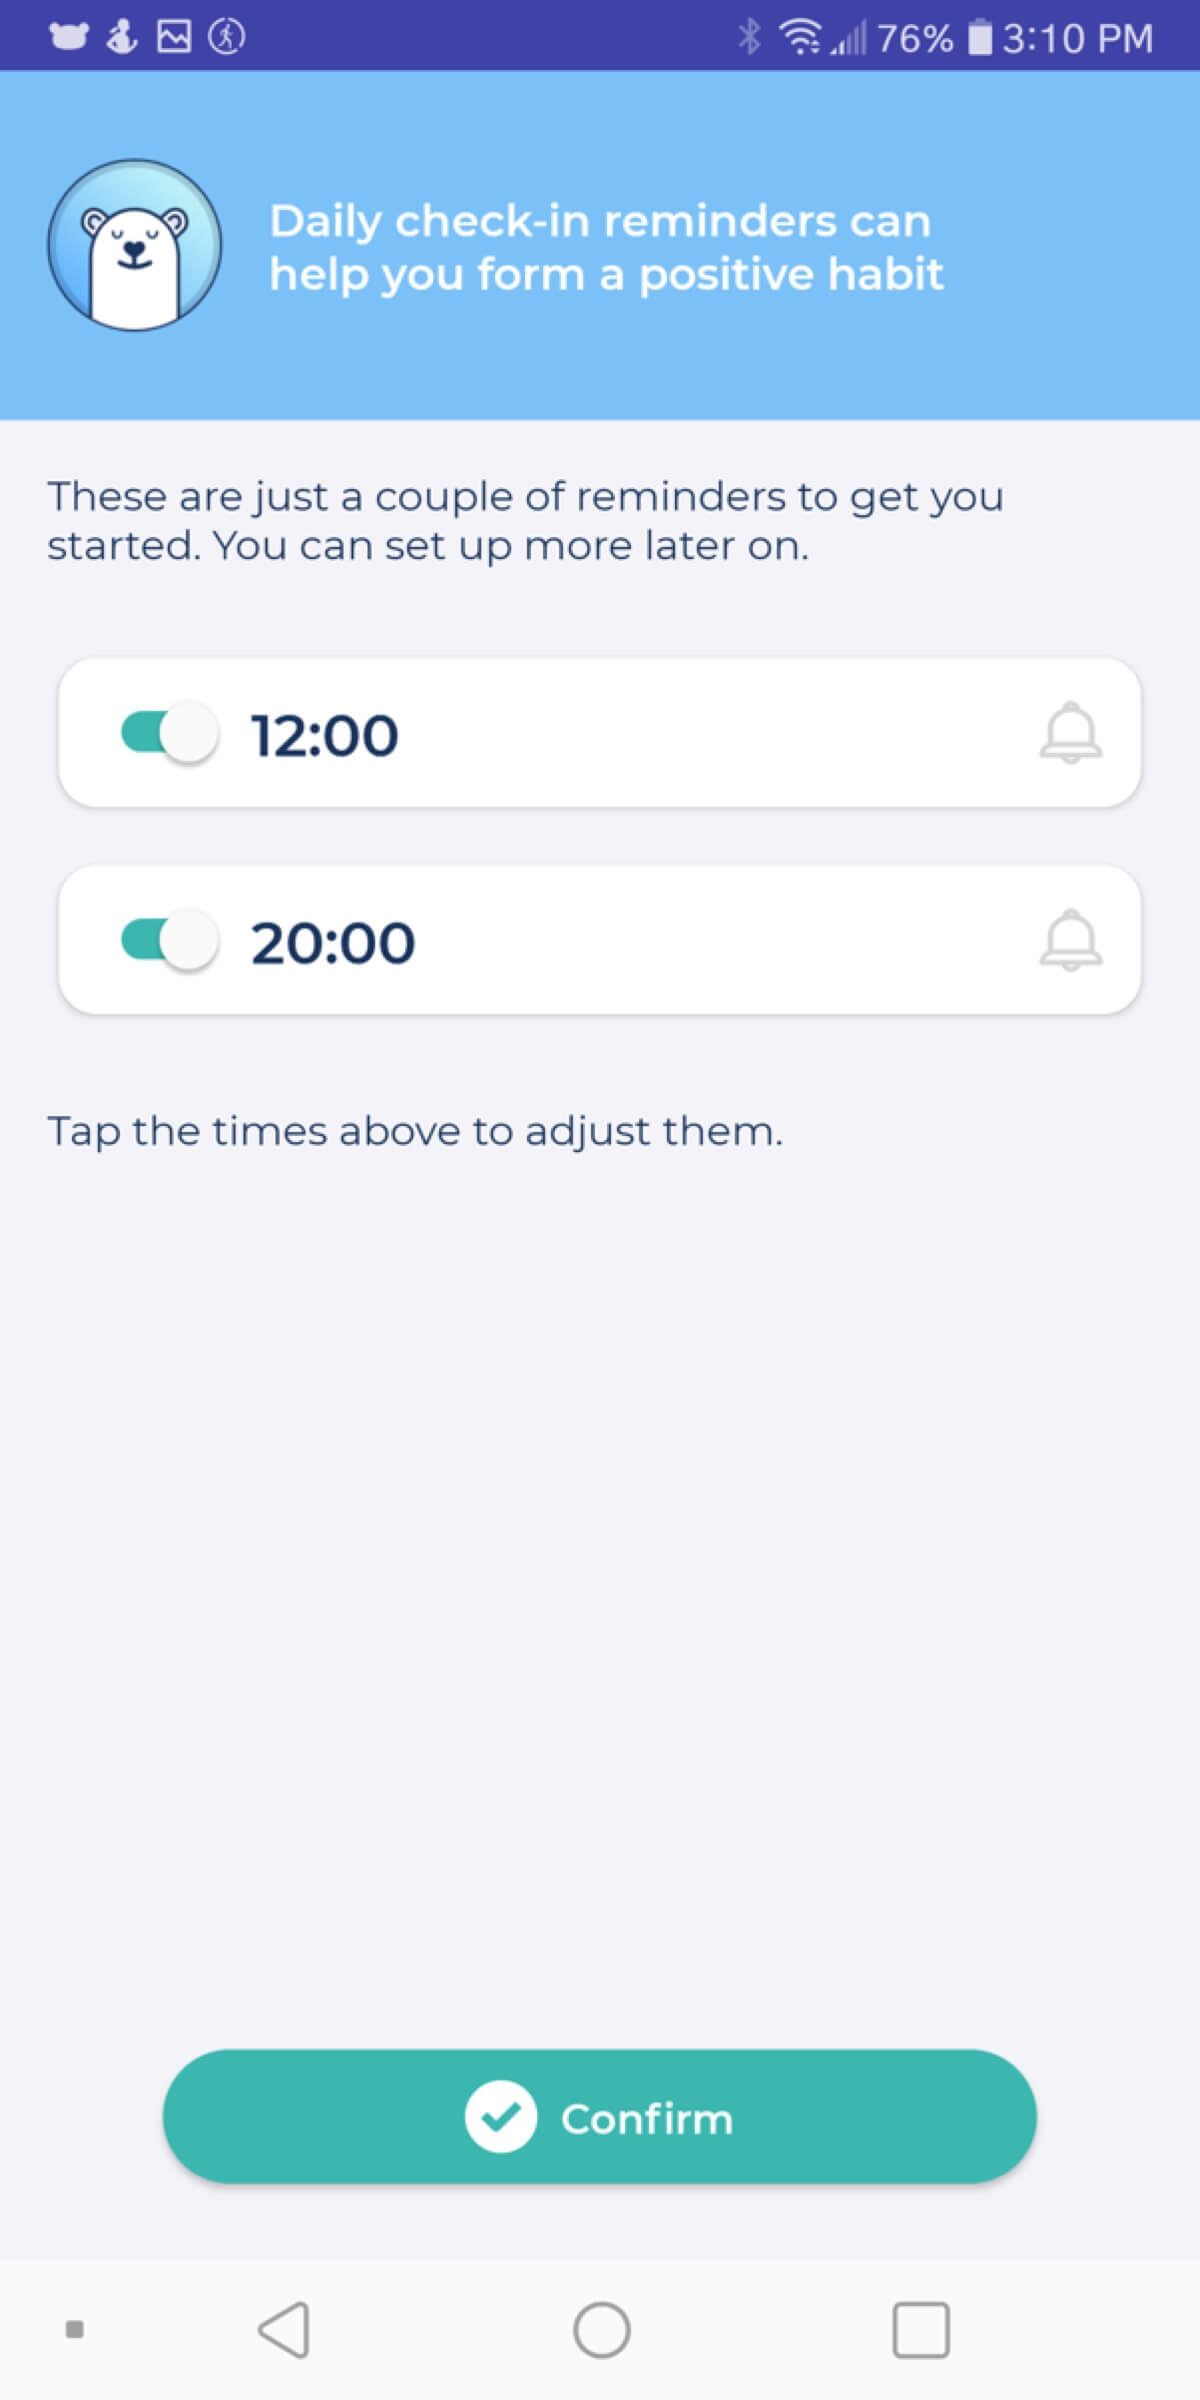 76% 3:10 PM
Daily check-in reminders can
help you form a positive habit
These are just a couple of reminders to get you
started. You can set up more later on.
12:00
20:00
Tap the times above to adjust them.
Confirm